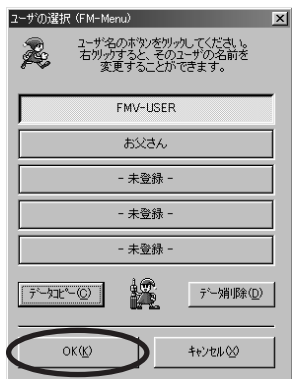 ユーザの選択 (FM-Menu)
ユーザ名のボタンをクリックしてください。
右クリックすると、そのユーザの名前を
変更することができます。
FMV-USER
お父さん
- 未登録 -
- 未登録 -
- 未登録 -
データコピー(C)
データ削除(D)
OK(K)
キャンセル(X)